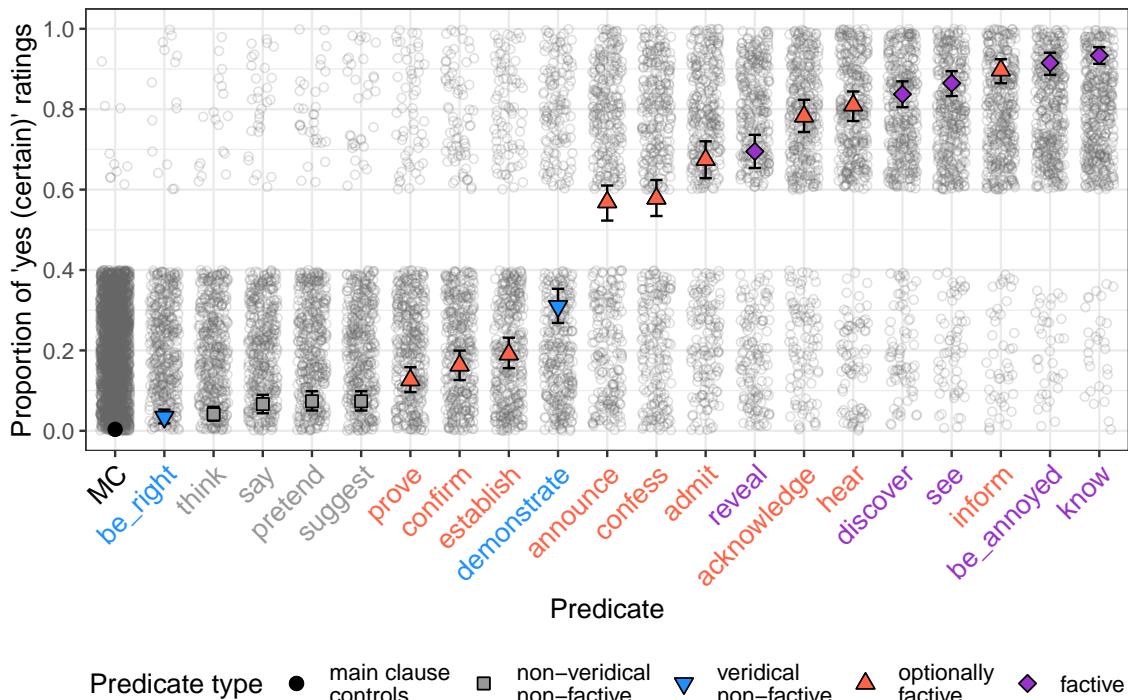 Proportion of 'yes (certain)' ratings
1.0
0.8
0.6
0.4
0.2
0.0
MC
be_right
think
say
pretend
suggest
prove
confirm
establish
demonstrate
announce
confess
admit
reveal
acknowledge
hear
discover
see
inform
be_annoyed
know
Predicate
Predicate type
main clause
controls
non−veridical
non−factive
veridical
non−factive
optionally
factive
factive